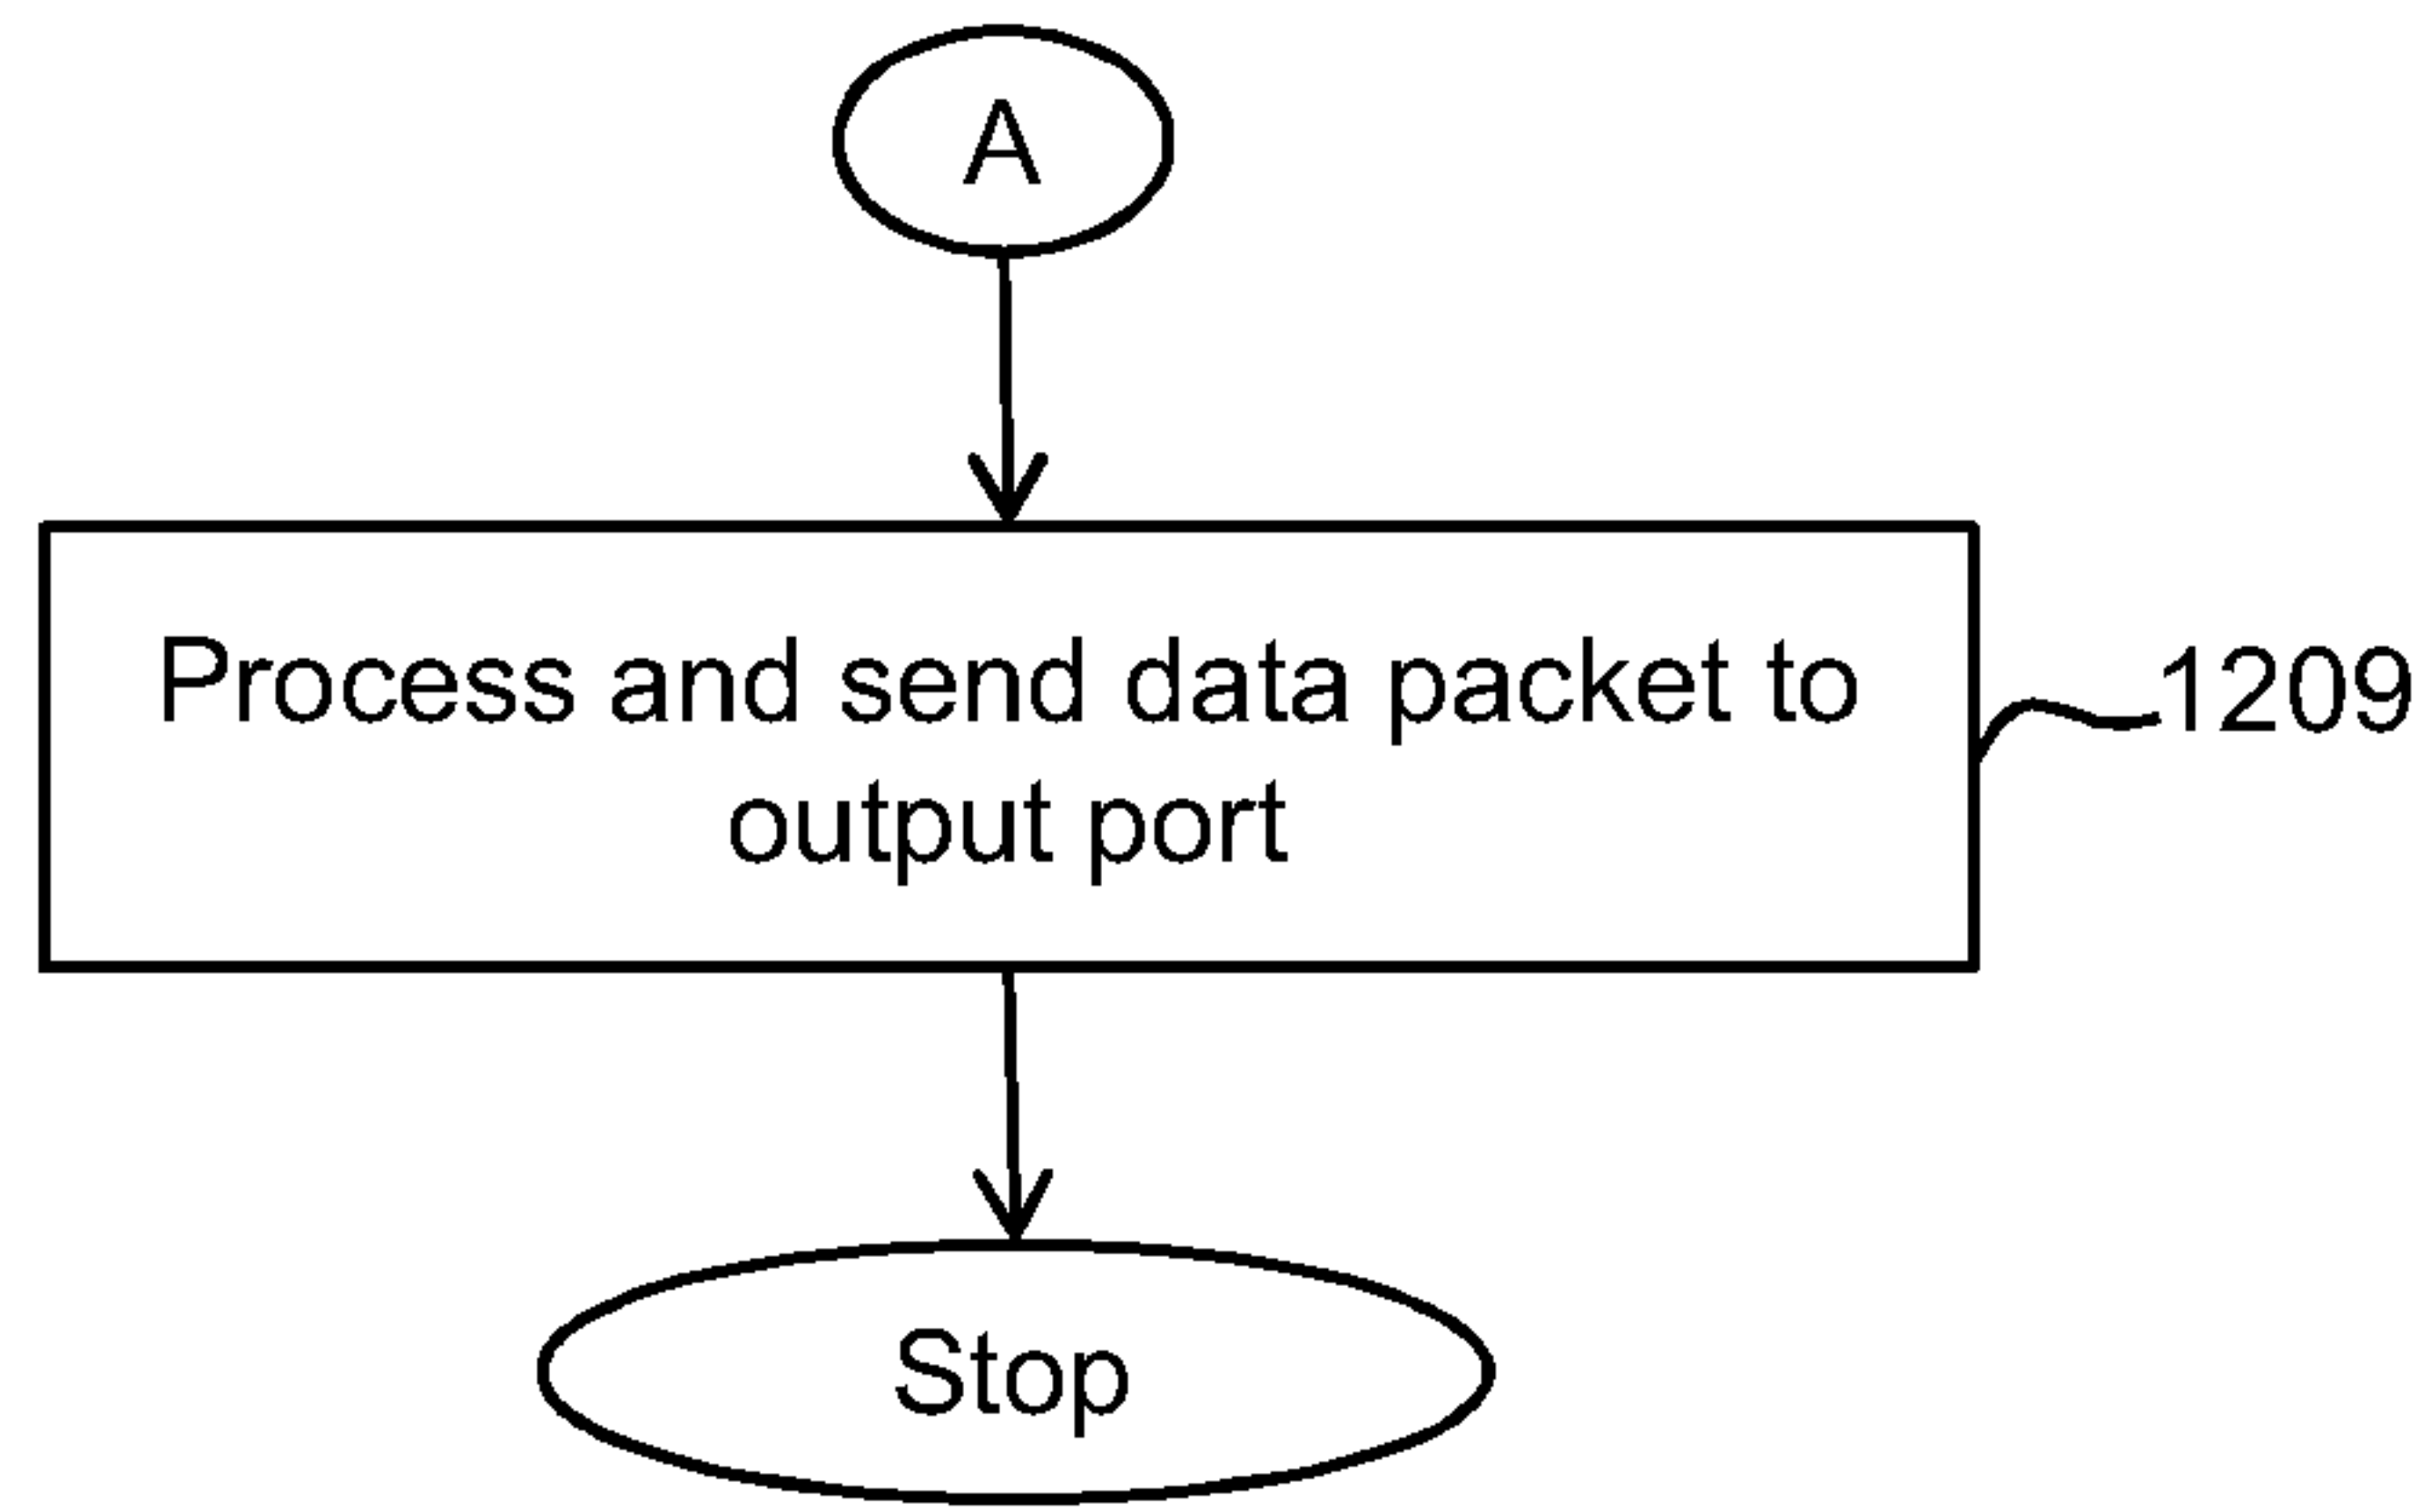 A
Process and send data packet to
output port
1209
Stop